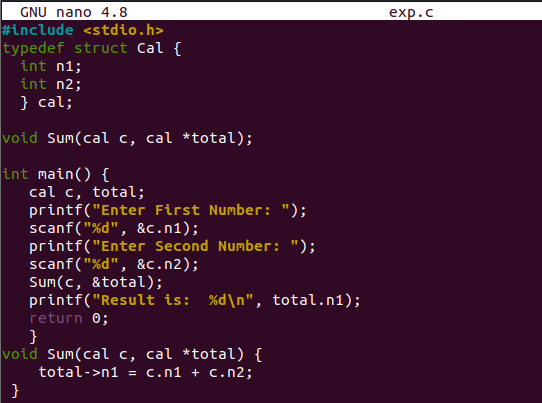 GNU nano 4.8 exp.c
#include <stdio.h>
typedef struct Cal {
int n1;
int n2;
} cal;
void Sum(cal c, cal *total);
int main() {
cal c, total;
printf("Enter First Number: ");
scanf("%d", &c.n1);
printf("Enter Second Number: ");
scanf("%d", &c.n2);
Sum(c, &total);
printf("Result is:  %d\n", total.n1);
return 0;
}
void Sum(cal c, cal *total) {
total->n1 = c.n1 + c.n2;
}